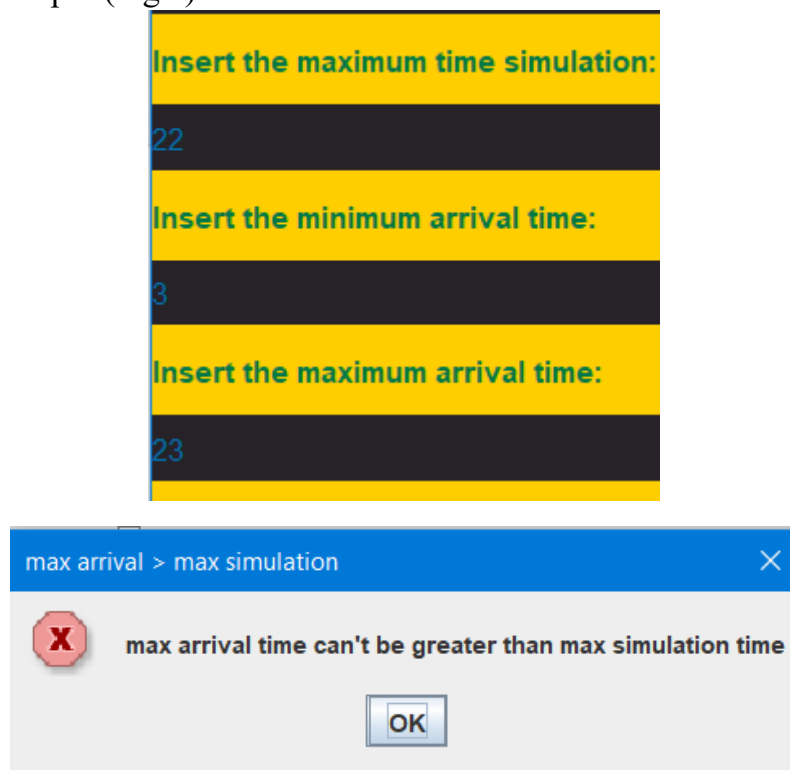 Insert the maximum time simulation:
22
Insert the minimum arrival time:
3
Insert the maximum arrival time:
23
max arrival > max simulation
max arrival time can't be greater than max simulation time
OK